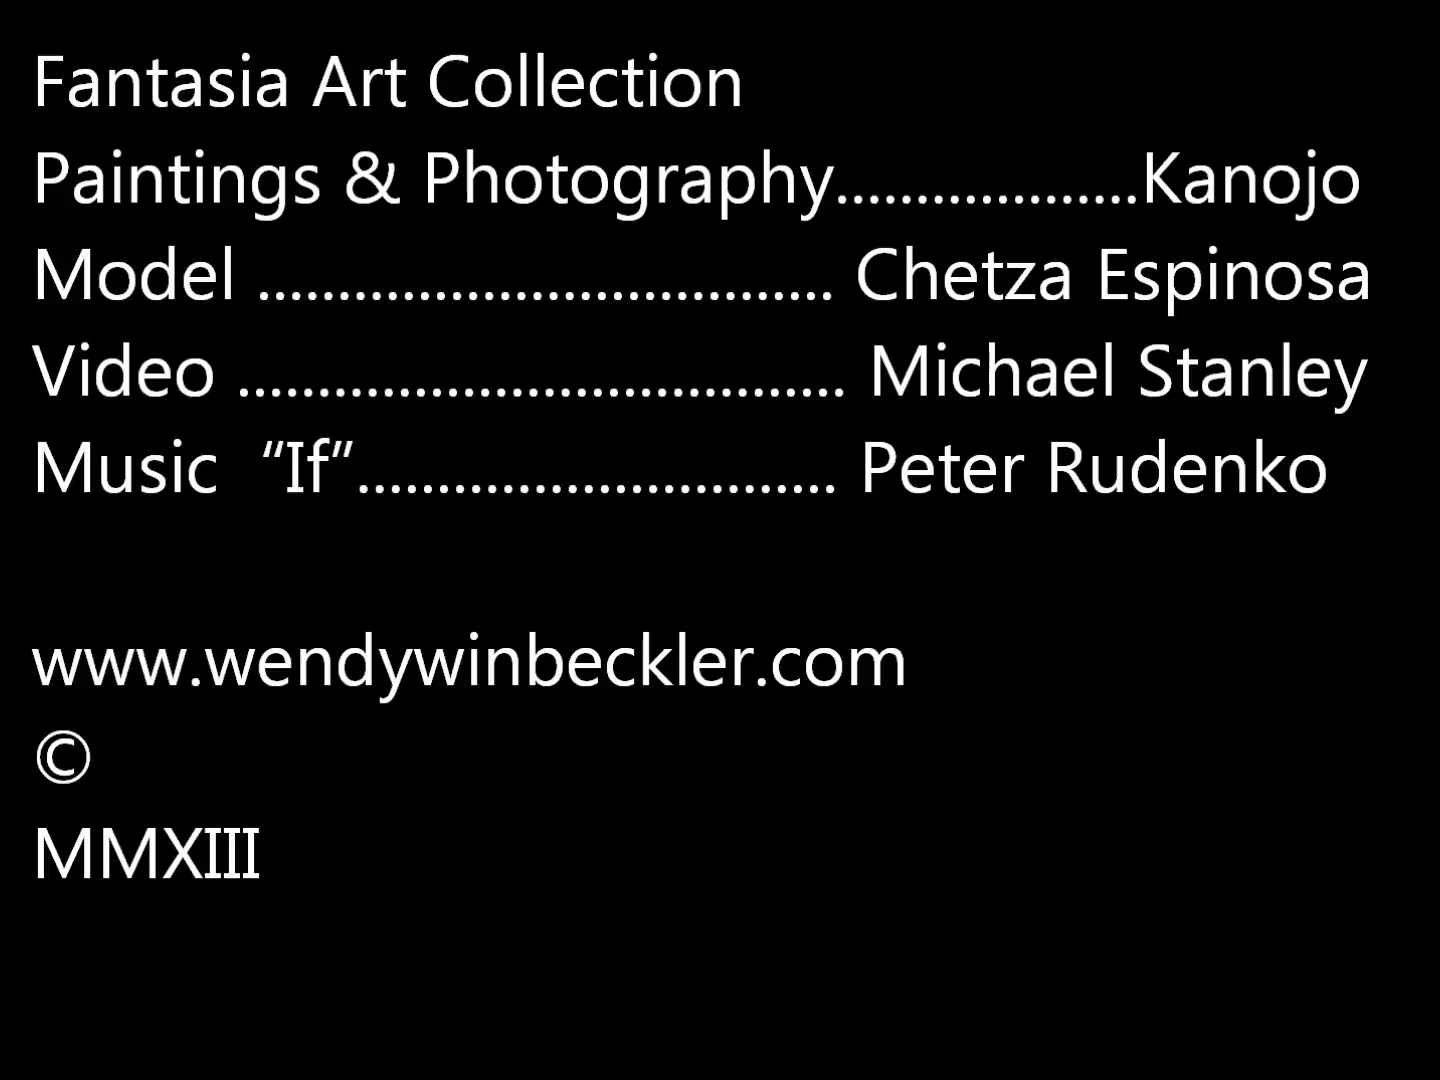 Fantasia Art Collection
Paintings & Photography...................Kanojo
Model .................................... Chetza Espinosa
Video ...................................... Michael Stanley
Music  “If”.............................. Peter Rudenko
www.wendywinbeckler.com
©
MMXIII